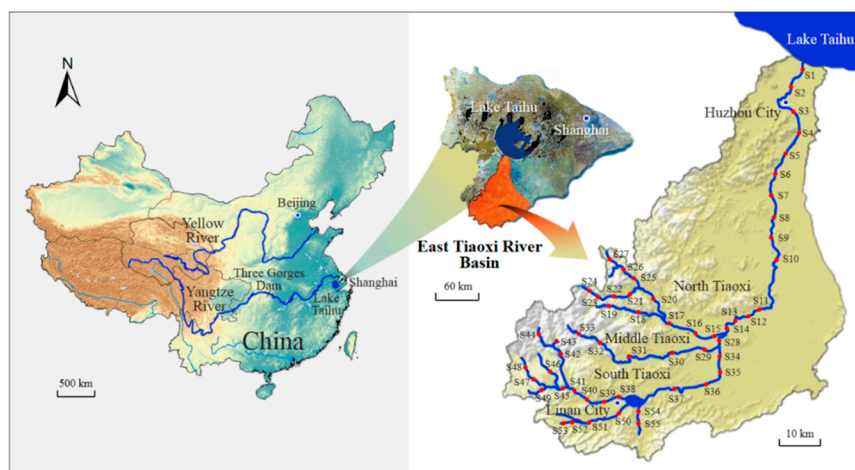 N
Beijing
Yellow
River
Three Gorges
Dam
Shanghai
Lake
Taihu
Yangtze
River
China
500 km
Lake Taihu
Shanghai
East Tiaoxi River
Basin
60 km
Lake Taihu
S1
S2
Huzhou City
S3
S4
S5
S6
S7
S8
S9
S10
S27
S26
S25
S24
S22
S23
S21
S20
North Tiaoxi
S19
S18
S17
S16
S15
S13
S11
S14
S12
S28
S44
S43
S33
Middle Tiaoxi
S42
S32
S31
S30
S29
S34
S48
S46
S47
South Tiaoxi
S35
S49
S45
S41
S40
S39
S38
S37
S36
Linan City
S54
S50
S53
S52
S51
S55
10 km